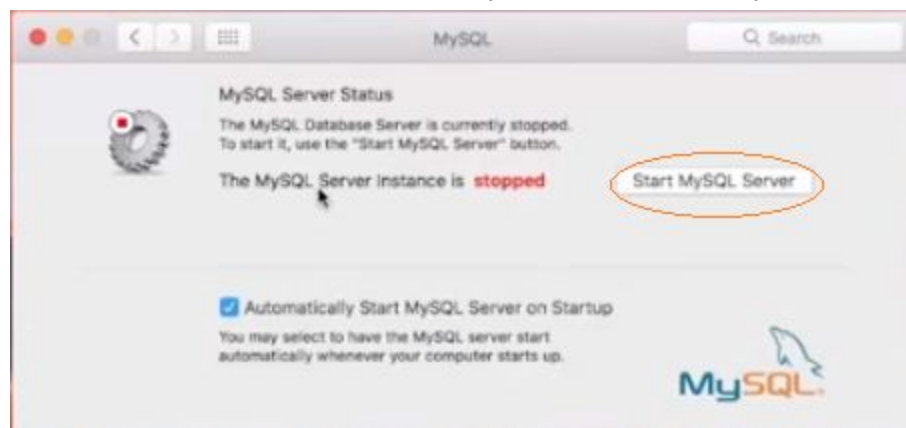 MySQL
Search
MySQL Server Status
The MySQL Database Server is currently stopped.
To start it, use the "Start MySQL Server" button.
The MySQL Server Instance is stopped
Start MySQL Server
Automatically Start MySQL Server on Startup
You may select to have the MySQL server start
automatically whenever your computer starts up.
MySQL.